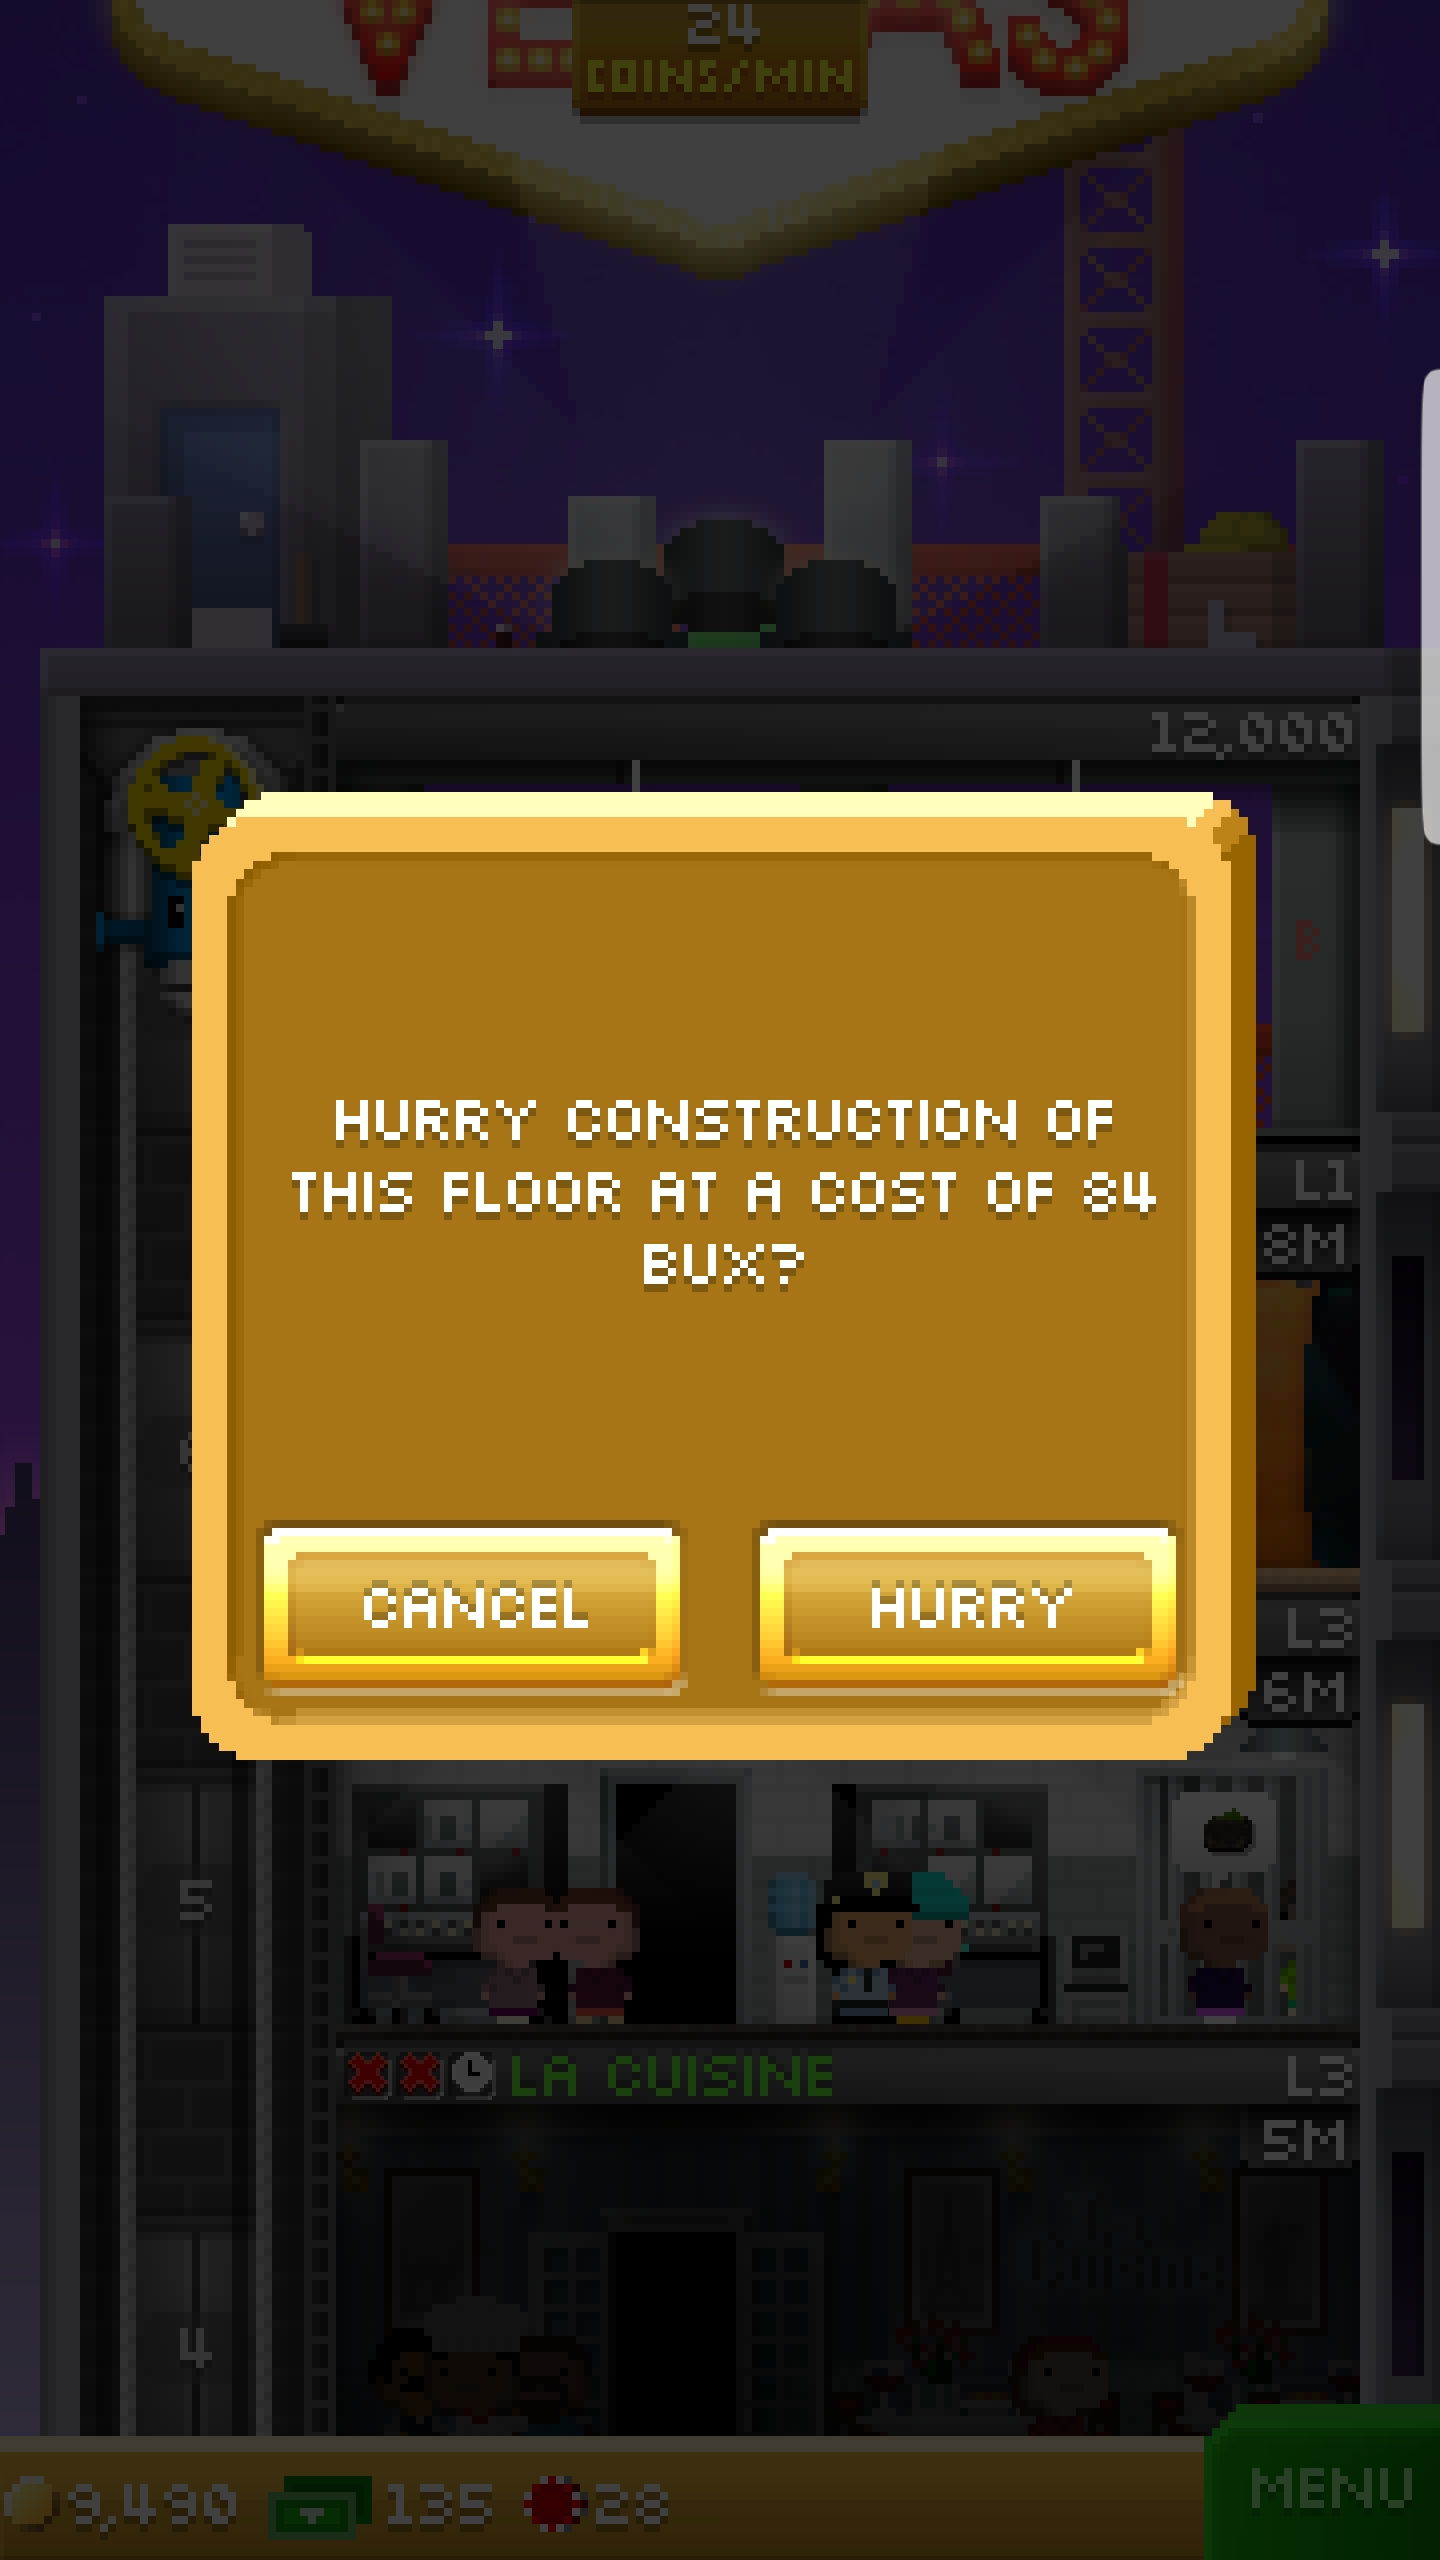 24
COINS/MIN
12,000
B
L1
8M
HURRY CONSTRUCTION OF
THIS FLOOR AT A COST OF 84
BUX?
CANCEL
HURRY
L3
6M
5
LA CUISINE
L3
5M
4
9,490
135
28
MENU